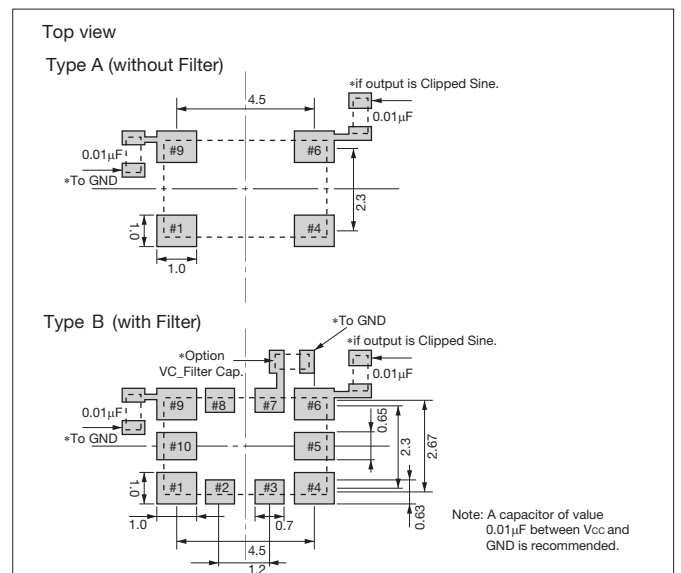 Top view
Type A (without Filter)
*if output is Clipped Sine.
4.5
0.01μF
#9
#6
0.01μF
*To GND
2.3
1.0
#1
#4
1.0
Type B (with Filter)
*To GND
*Option
VC_Filter Cap.
*if output is Clipped Sine.
0.01μF
#9
#8
#7
#6
0.01μF
*To GND
#10
#5
0.65
2.3
2.67
1.0
#1
#2
#3
#4
1.0
0.7
0.63
4.5
1.2
Note: A capacitor of value
0.01μF between Vcc and
GND is recommended.